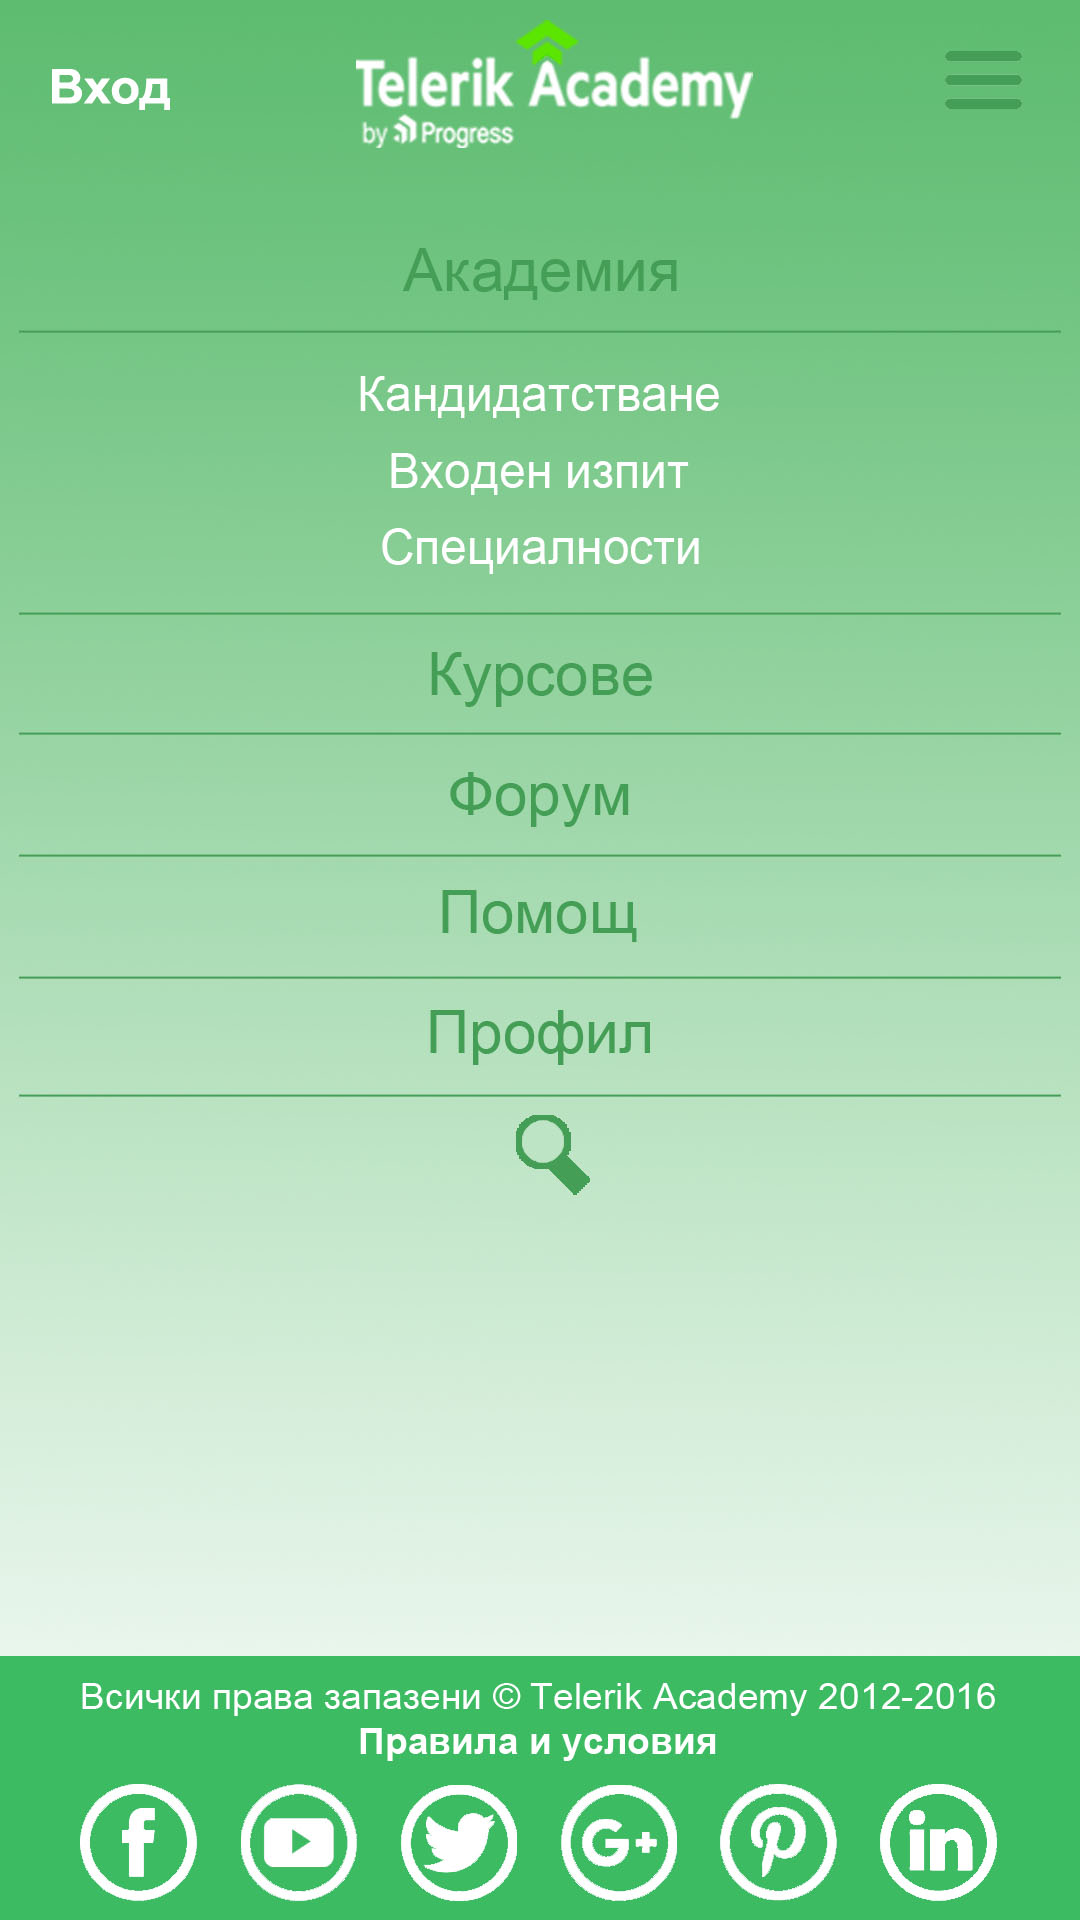 Вход
Telerik Academy
by Progress
Академия
Кандидатстване
Входен изпит
Специалности
Курсове
Форум
Помощ
Профил
Всички права запазени © Telerik Academy 2012-2016
Правила и условия